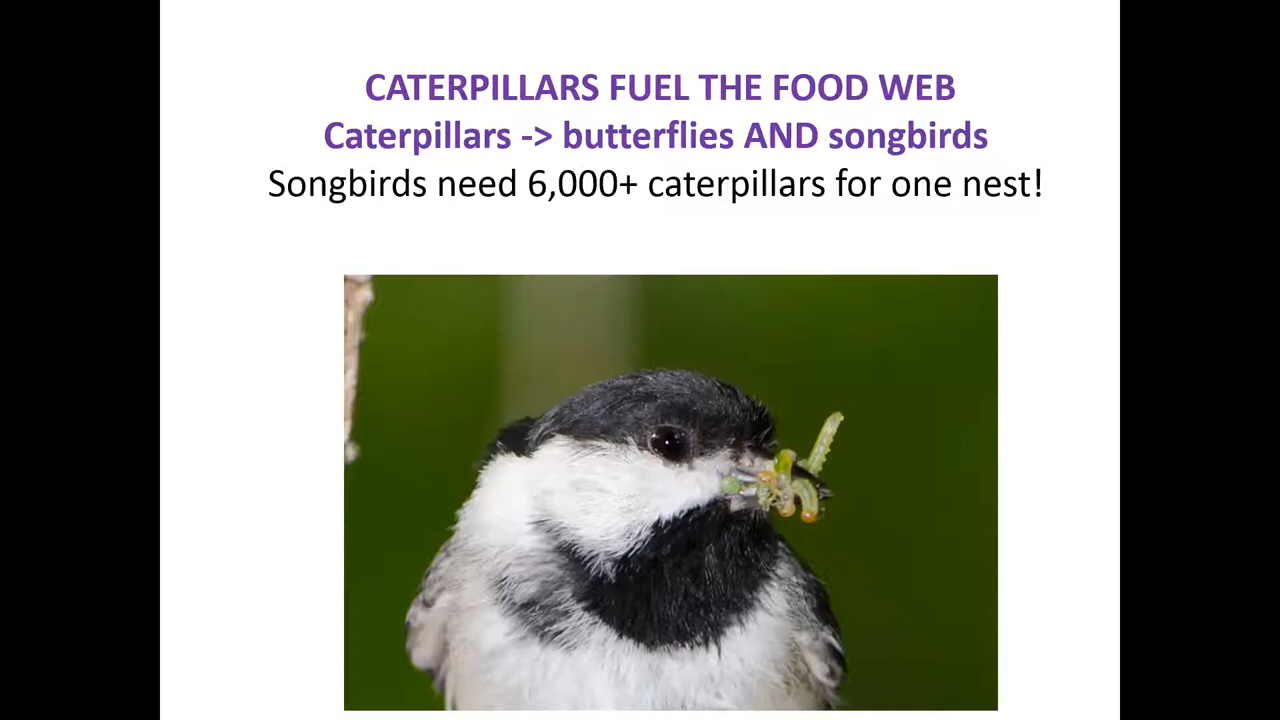 CATERPILLARS FUEL THE FOOD WEB
Caterpillars -> butterflies AND songbirds
Songbirds need 6,000+ caterpillars for one nest!